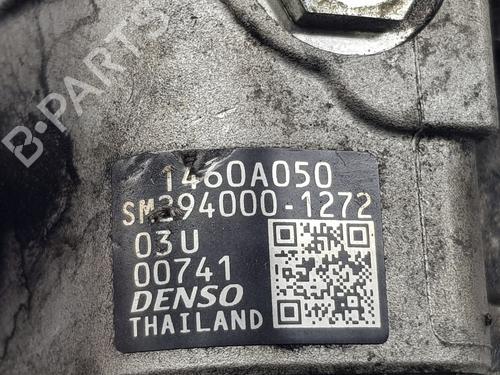 B-PARTS
1460A050
SM294000-1272
03U
00741
DENSO
THAILAND